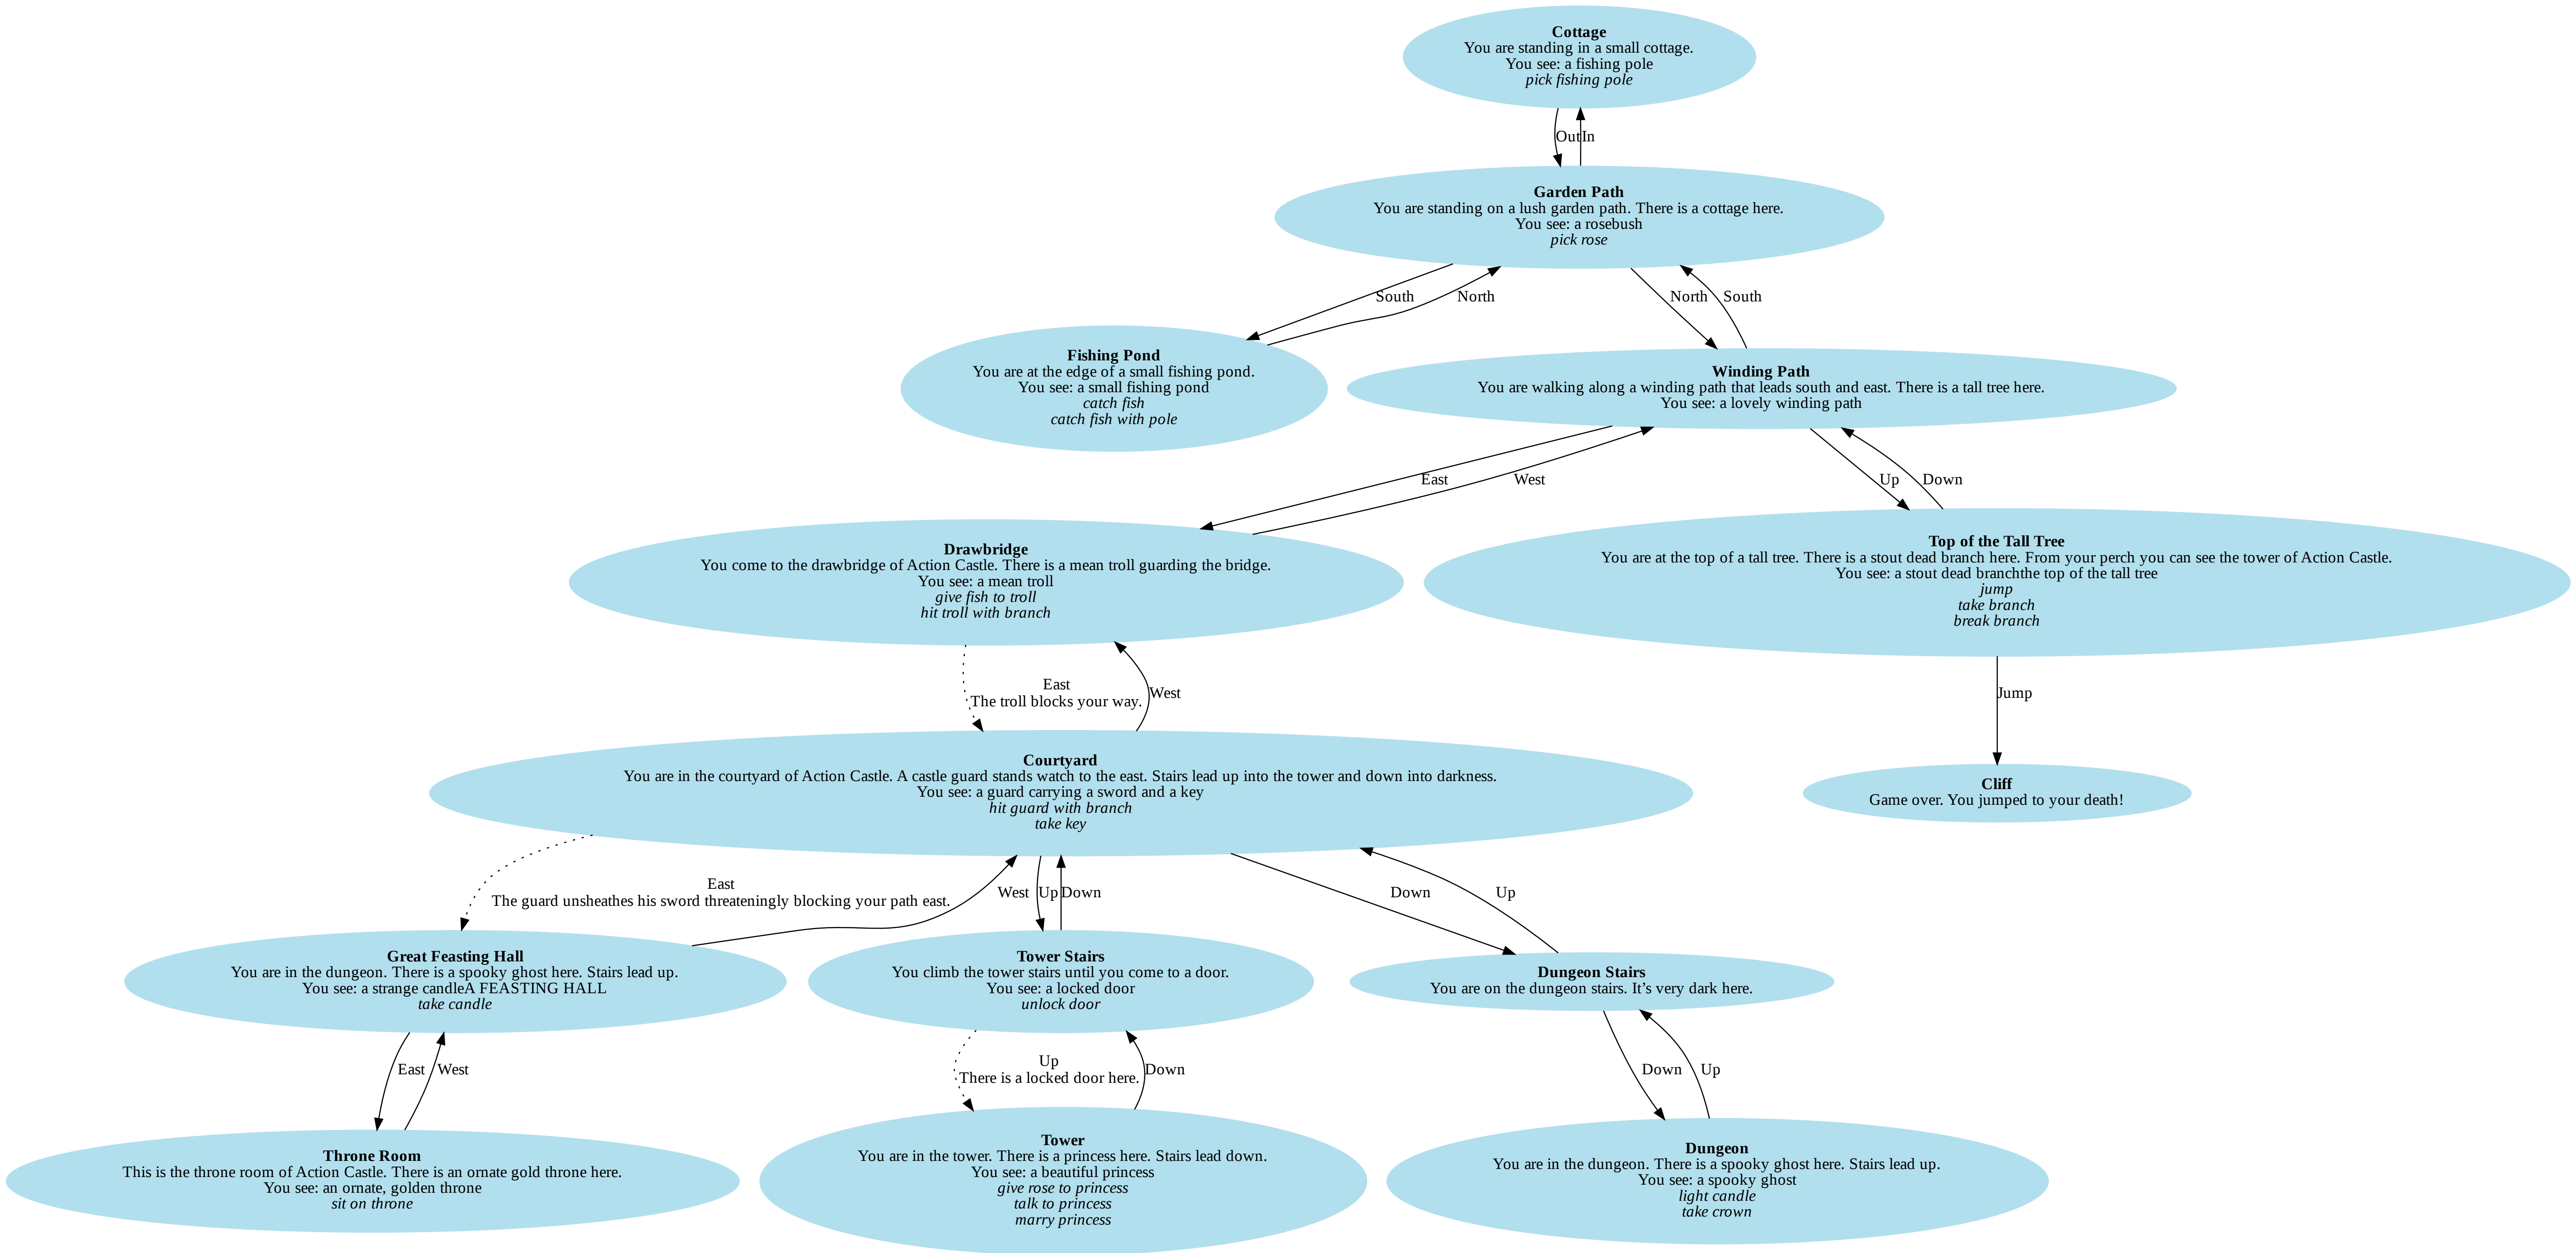 Cottage
You are standing in a small cottage.
You see: a fishing pole
pick fishing pole
Out
In
Garden Path
You are standing on a lush garden path. There is a cottage here.
You see: a rosebush
pick rose
South
North
North
South
Fishing Pond
You are at the edge of a small fishing pond.
You see: a small fishing pond
catch fish
catch fish with pole
Winding Path
You are walking along a winding path that leads south and east. There is a tall tree here.
You see: a lovely winding path
East
West
Up
Down
Drawbridge
You come to the drawbridge of Action Castle. There is a mean troll guarding the bridge.
You see: a mean troll
give fish to troll
hit troll with branch
Top of the Tall Tree
You are at the top of a tall tree. There is a stout dead branch here. From your perch you can see the tower of Action Castle.
You see: a stout dead branchthe top of the tall tree
jump
take branch
break branch
East
The troll blocks your way.
West
Jump
Courtyard
You are in the courtyard of Action Castle. A castle guard stands watch to the east. Stairs lead up into the tower and down into darkness.
You see: a guard carrying a sword and a key
hit guard with branch
take key
Cliff
Game over. You jumped to your death!
East
The guard unsheathes his sword threateningly blocking your path east.
West
Up
Down
Down
Up
Great Feasting Hall
You are in the dungeon. There is a spooky ghost here. Stairs lead up.
You see: a strange candleA FEASTING HALL
take candle
Tower Stairs
You climb the tower stairs until you come to a door.
You see: a locked door
unlock door
Dungeon Stairs
You are on the dungeon stairs. It's very dark here.
East
West
Up
There is a locked door here.
Down
Down
Up
Throne Room
This is the throne room of Action Castle. There is an ornate gold throne here.
You see: an ornate, golden throne
sit on throne
Tower
You are in the tower. There is a princess here. Stairs lead down.
You see: a beautiful princess
give rose to princess
talk to princess
marry princess
Dungeon
You are in the dungeon. There is a spooky ghost here. Stairs lead up.
You see: a spooky ghost
light candle
take crown